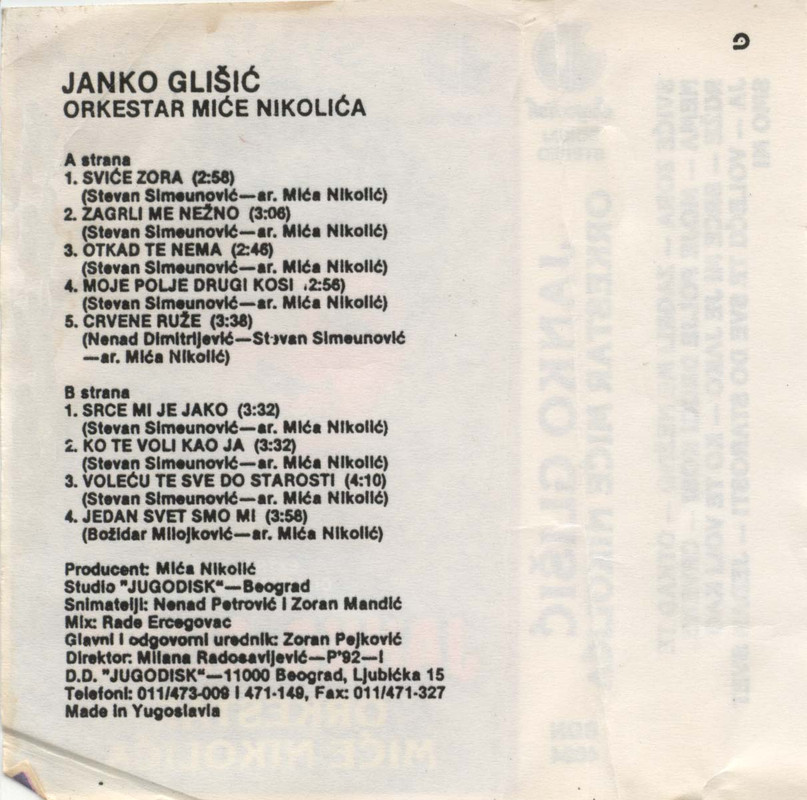 JANKO GLIŠIĆ
ORKESTAR MIĆE NIKOLIĆA
A strana
1. SVIĆE ZORA (2:58)
(Stevan Simeunović—ar. Mića Nikolić)
2. ZAGRLI ME NEŽNO (3:06)
(Stevan Simeunović—ar. Mića Nikolić)
3. OTKAD TE NEMA (2:46)
(Stevan Simeunović—ar. Mića Nikolić)
4. MOJE POLJE DRUGI KOSI (2:56)
(Stevan Simeunović—ar. Mića Nikolić)
5. CRVENE RUŽE (3:38)
(Nenad Dimitrijević—Stevan Simeunović
—ar. Mića Nikolić)
B strana
1. SRCE MI JE JAKO (3:32)
(Stevan Simeunović—ar. Mića Nikolić)
2. KO TE VOLI KAO JA (3:32)
(Stevan Simeunović—ar. Mića Nikolić)
3. VOLEĆU TE SVE DO STAROSTI (4:10)
(Stevan Simeunović—ar. Mića Nikolić)
4. JEDAN SVET SMO MI (3:58)
(Božidar Milojković—ar. Mića Nikolić)
Producent: Mića Nikolić
Studio "JUGODISK"—Beograd
Snimatelji: Nenad Petrović i Zoran Mandić
Mix: Rade Ercegovac
Glavni i odgovorni urednik: Zoran Pejković
Direktor: Milana Radosavljević—P'92—I
D.D. "JUGODISK"—11000 Beograd, Ljubićka 15
Telefoni: 011/473-009 i 471-149, Fax: 011/471-327
Made in Yugoslavia